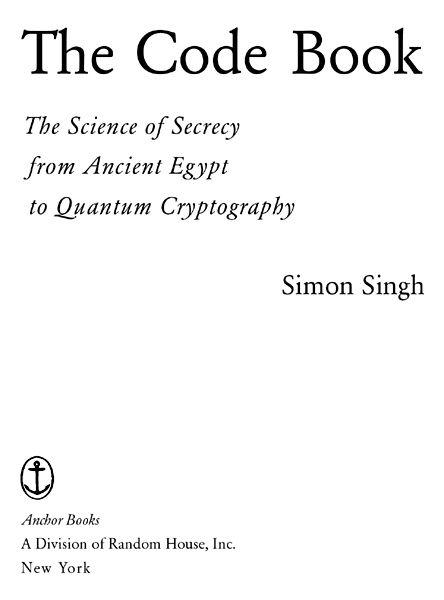 The Code Book
The Science of Secrecy
from Ancient Egypt
to Quantum Cryptography
Simon Singh
Anchor Books
A Division of Random House, Inc.
New York